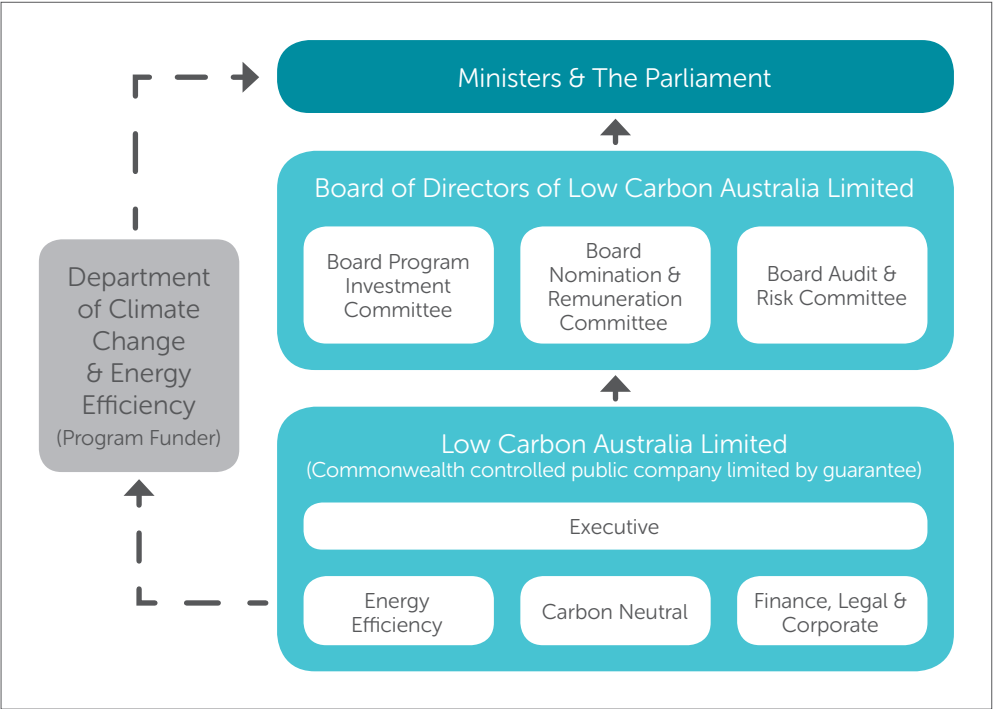 Ministers & The Parliament
Board of Directors of Low Carbon Australia Limited
Board Program
Investment
Committee
Board
Nomination &
Remuneration
Committee
Board Audit &
Risk Committee
Department
of Climate
Change
& Energy
Efficiency
(Program Funder)
Low Carbon Australia Limited
(Commonwealth controlled public company limited by guarantee)
Executive
Energy
Efficiency
Carbon Neutral
Finance, Legal &
Corporate